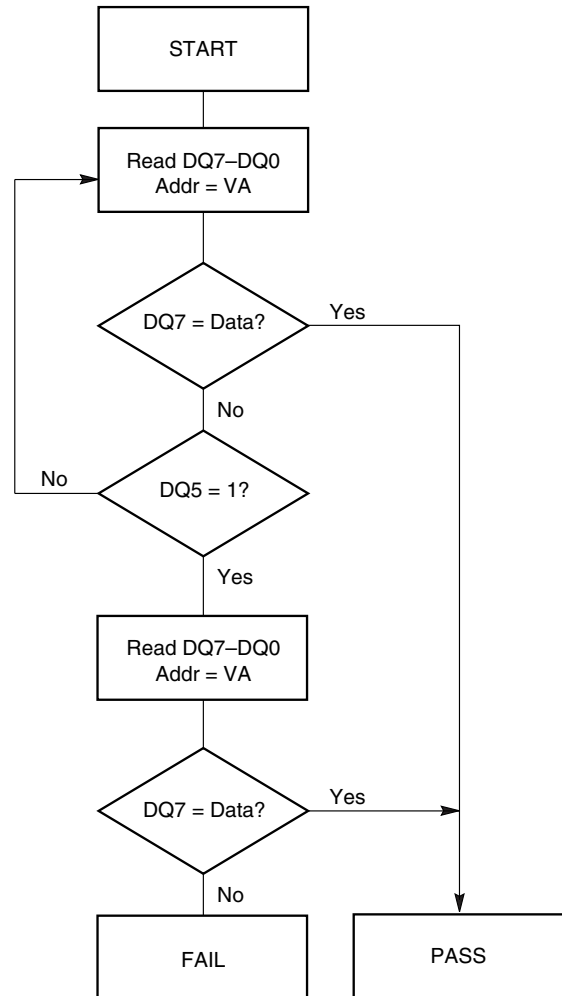 START
Read DQ7–DQ0
Addr = VA
DQ7 = Data?
Yes
No
No
DQ5 = 1?
Yes
Read DQ7–DQ0
Addr = VA
DQ7 = Data?
Yes
No
FAIL
PASS